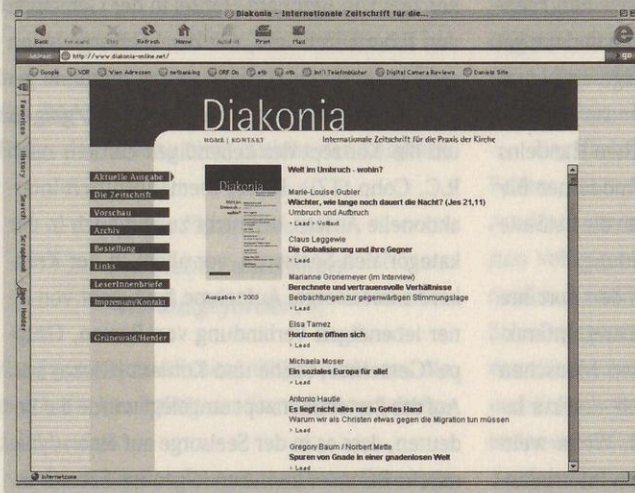 Diakonia - Internationale Zeitschrift für die...
Back Forward Stop Refresh Home AutoFill Print Mail
http://www.diakonia-online.net/ go
Google VOR Wien Adressen netbanking ORF On Int'l Telefonbücher Digital Camera Reviews Daniels Site
Favorites
History
Search
Scrapbook
Page Holder
Diakonia
HOME | KONTAKT Internationale Zeitschrift für die Praxis der Kirche
Aktuelle Ausgabe
Die Zeitschrift
Vorschau
Archiv
Bestellung
Links
LeserInnenbriefe
Impressum/Kontakt
Grünewald/Herder
Diakonia
Welt im Umbruch - wohin?
Marie-Louise Gubler
Wächter, wie lange noch dauert die Nacht? (Jes 21,11)
Umbruch und Aufbruch
> Lead > Volltext
Claus Leggewie
Die Globalisierung und ihre Gegner
> Lead
Marianne Gronemeyer (im Interview)
Berechnete und vertrauensvolle Verhältnisse
Beobachtungen zur gegenwärtigen Stimmungslage
> Lead
Elsa Tamez
Horizonte öffnen sich
> Lead
Michaela Moser
Ein soziales Europa für alle!
> Lead
Antonio Hautle
Es liegt nicht alles nur in Gottes Hand
Warum wir als Christen etwas gegen die Migration tun müssen
> Lead
Gregory Baum / Norbert Mette
Spuren von Gnade in einer gnadenlosen Welt
> Lead
Internetzone